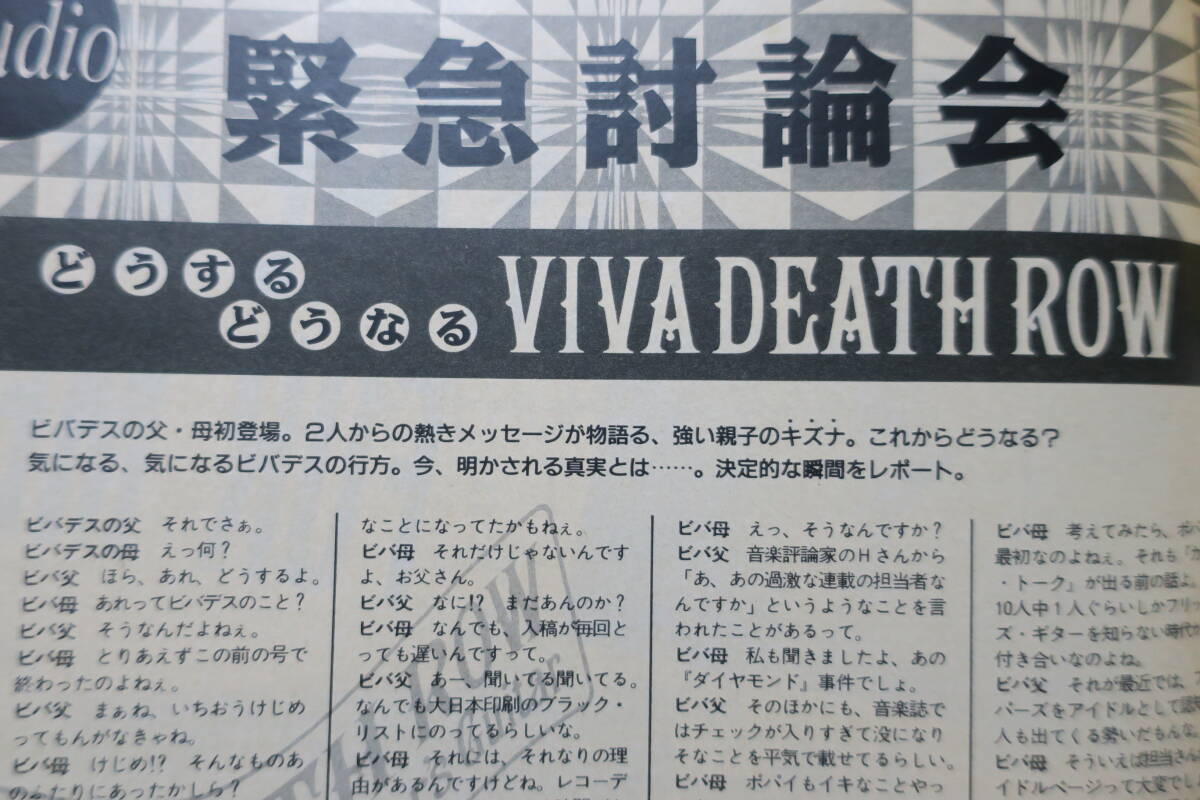 udio
緊急討論会
どうする
どうなる
VIVA DEATH ROW
ビバデスの父・母初登場。2人からの熱きメッセージが物語る、強い親子のキズナ。これからどうなる?
気になる、気になるビバデスの行方。今、明かされる真実とは……。決定的な瞬間をレポート。
ビバデスの父 それでさぁ。
ビバデスの母 えっ何?
ビバ父 ほら、あれ、どうするよ。
ビバ母 あれってビバデスのこと?
ビバ父 そうなんだよねぇ。
ビバ母 とりあえずこの前の号で
終わったのよねぇ。
ビバ父 まぁね、いちおうけじめ
ってもんがなきゃね。
ビバ母 けじめ!? そんなものあ
のふたりにあったかしら?
なことになってたかもねぇ。
ビバ母 それだけじゃないんです
よ、お父さん。
ビバ父 なに!? まだあんのか?
ビバ母 なんでも、入稿が毎回と
っても遅いんですって。
ビバ父 あー、聞いてる聞いてる。
なんでも大日本印刷のブラック・
リストにのってるらしいな。
ビバ母 それには、それなりの理
由があるんですけどね。レコーデ
ビバ母 えっ、そうなんですか?
ビバ父 音楽評論家のHさんから
「あ、あの過激な連載の担当者な
んですか」というようなことを言
われたことがあるって。
ビバ母 私も聞きましたよ、あの
『ダイヤモンド』事件でしょ。
ビバ父 そのほかにも、音楽誌で
はチェックが入りすぎて没になり
そなことを平気で載せてるらしい。
ビバ母 ポパイもイキなことやっ
ビバ母 考えてみたら、
最初なのよねぇ。それも
・トーク」が出る前の話よ
10人中1人ぐらいしかフリ
ズ・ギターを知らない時代
付き合いなのよね。
ビバ父 それが最近では、
バーズをアイドルとして
人も出てくる勢いだもんな
ビバ母 そういえば担当さん
イドルページって大変でし